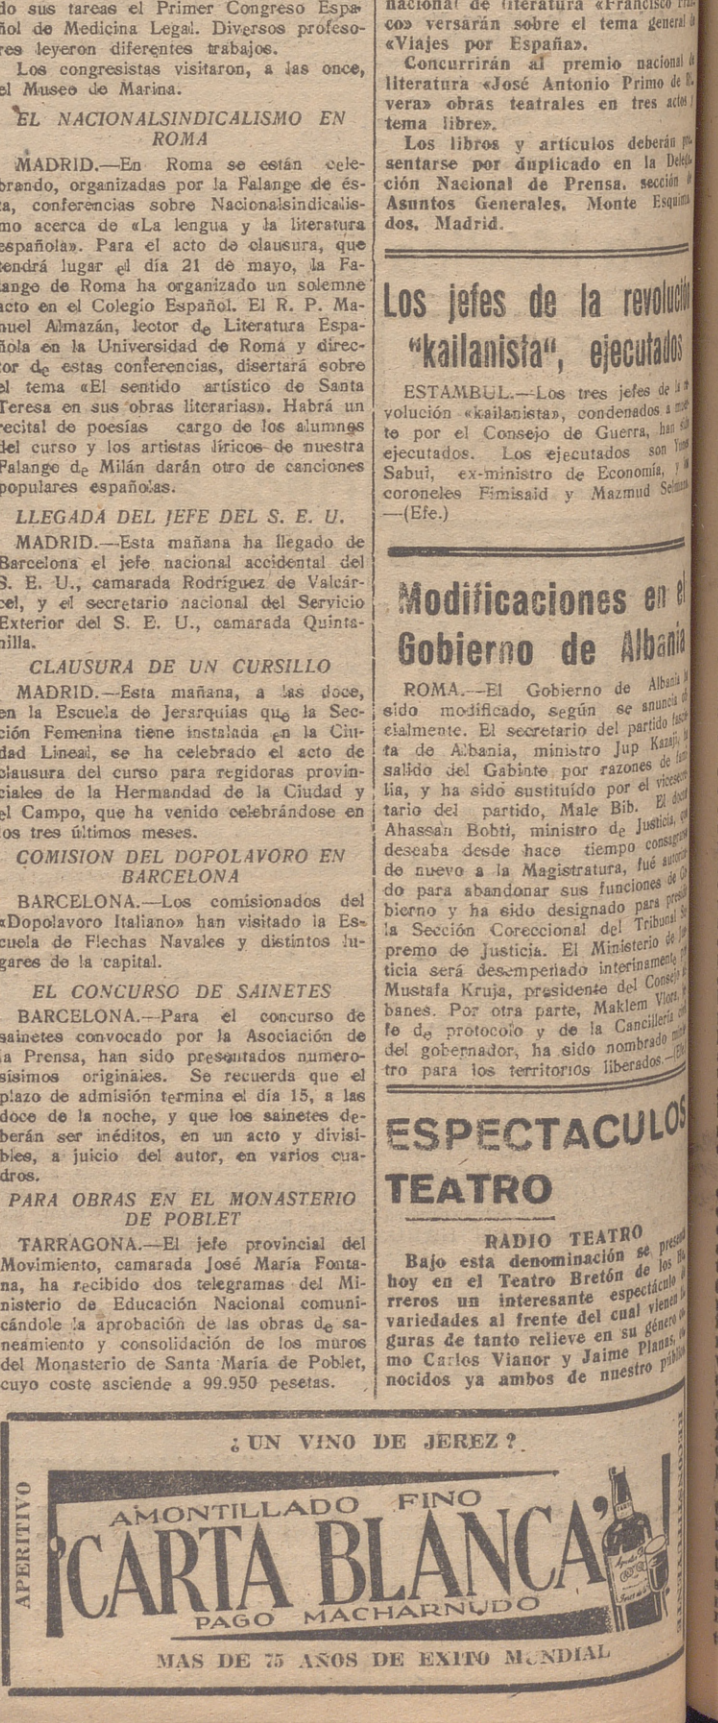 do sus tareas el Primer Congreso Espa
ñol de Medicina Legal. Diversos profeso-
res leyeron diferentes trabajos.
Los congresistas visitaron, a las once,
el Museo de Marina.
EL NACIONALSINDICALISMO EN
ROMA
MADRID.—En Roma se están cele-
brando, organizadas por la Falange de és-
ta, conferencias sobre Nacionalsindicalis-
mo acerca de «La lengua y la literatura
española». Para el acto de clausura, que
tendrá lugar el día 21 de mayo, la Fa-
lange de Roma ha organizado un solemne
acto en el Colegio Español. El R. P. Ma-
nuel Almazán, lector de Literatura Espa-
ñola en la Universidad de Roma y direc-
tor de estas conferencias, disertará sobre
el tema «El sentido artístico de Santa
Teresa en sus obras literarias». Habrá un
recital de poesías cargo de los alumnos
del curso y los artistas líricos de nuestra
Falange de Milán darán otro de canciones
populares españolas.
LLEGADA DEL JEFE DEL S. E. U.
MADRID.—Esta mañana ha llegado de
Barcelona el jefe nacional accidental del
S. E. U., camarada Rodríguez de Valcár-
cel, y el secretario nacional del Servicio
Exterior del S. E. U., camarada Quinta-
nilla.
CLAUSURA DE UN CURSILLO
MADRID.—Esta mañana, a las doce,
en la Escuela de Jerarquías que la Sec-
ción Femenina tiene instalada en la Ciu-
dad Lineal, se ha celebrado el acto de
clausura del curso para regidoras provin-
ciales de la Hermandad de la Ciudad y
el Campo, que ha venido celebrándose en
los tres últimos meses.
COMISION DEL DOPOLAVORO EN
BARCELONA
BARCELONA.—Los comisionados del
«Dopolavoro Italiano» han visitado la Es-
cuela de Flechas Navales y distintos lu-
gares de la capital.
EL CONCURSO DE SAINETES
BARCELONA.—Para el concurso de
sainetes convocado por la Asociación de
la Prensa, han sido presentados numero-
sísimos originales. Se recuerda que el
plazo de admisión termina el día 15, a las
doce de la noche, y que los sainetes de-
berán ser inéditos, en un acto y divisi-
bles, a juicio del autor, en varios cua-
dros.
PARA OBRAS EN EL MONASTERIO
DE POBLET
TARRAGONA.—El jefe provincial del
Movimiento, camarada José María Fonta-
na, ha recibido dos telegramas del Mi-
nisterio de Educación Nacional comuni-
cándole la aprobación de las obras de sa-
neamiento y consolidación de los muros
del Monasterio de Santa María de Poblet,
cuyo coste asciende a 99.950 pesetas.
nacional de literatura «Francisco
co» versarán sobre el tema general
«Viajes por España».
Concurrirán al premio nacional
literatura «José Antonio Primo de
vera» obras teatrales en tres actos
tema libre».
Los libros y artículos deberán
sentarse por duplicado en la Delega
ción Nacional de Prensa, sección
Asuntos Generales, Monte Esquin
dos, Madrid.
Los jefes de la revolución
"kailanista", ejecutados
ESTAMBUL.—Los tres jefes de la
volución «kailanista», condenados a
te por el Consejo de Guerra, han
ejecutados. Los ejecutados son
Sabui, ex-ministro de Economía, y
coroneles Fimisaid y Mazmud
—(Efe.)
Modificaciones en el
Gobierno de Albania
ROMA.—El Gobierno de Albania
sido modificado, según se anuncia
cialmente. El secretario del partido
ta de Albania, ministro Jup
salido del Gabinte por razones de
lia, y ha sido sustituído por el vicesecre
tario del partido, Male Bib. El
Ahassan Bobti, ministro de Justicia,
deseaba desde hace tiempo
de nuevo a la Magistratura, fué
do para abandonar sus funciones de
bierno y ha sido designado para
la Sección Coreccional del Tribunal
premo de Justicia. El Ministerio de
ticia será desempeñado interinamente
Mustafa Kruja, presidente del Consejo
banes. Por otra parte, Maklem
fe de protocolo y de la Cancillería
del gobernador, ha sido nombrado
tro para los territorios liberados.—(Efe)
ESPECTACULOS
TEATRO
RADIO TEATRO
Bajo esta denominación se
hoy en el Teatro Bretón de los
rreros un interesante espectáculo
variedades al frente del cual
guras de tanto relieve en su género
mo Carlos Vianor y Jaime Planas,
nocidos ya ambos de nuestro
¿UN VINO DE JEREZ?
APERITIVO
AMONTILLADO FINO
'CARTA BLANCA'
PAGO MACHARNUDO
MAS DE 75 AÑOS DE EXITO MUNDIAL
RECONSTITUYENTE